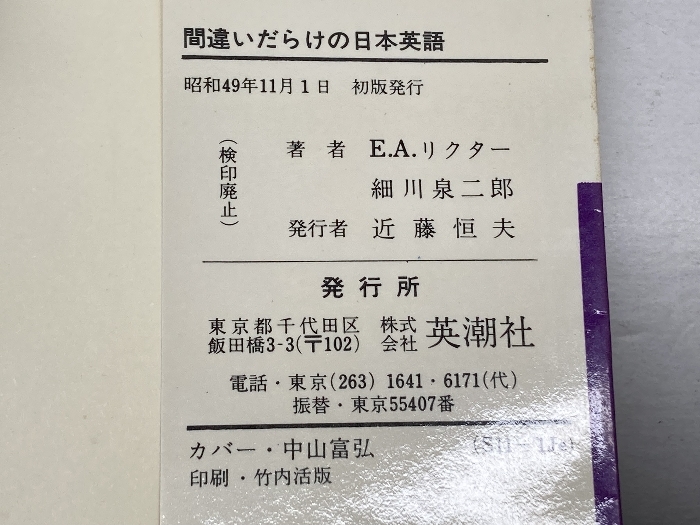 間違いだらけの日本英語
昭和49年11月1日 初版発行
(検印廃止)
著者 E.A.リクター
細川泉二郎
発行者 近藤恒夫
発行所
東京都千代田区 株式
飯田橋3-3(〒102) 会社 英潮社
電話・東京(263) 1641・6171(代)
振替・東京55407番
カバー・中山富弘
印刷・竹内活版